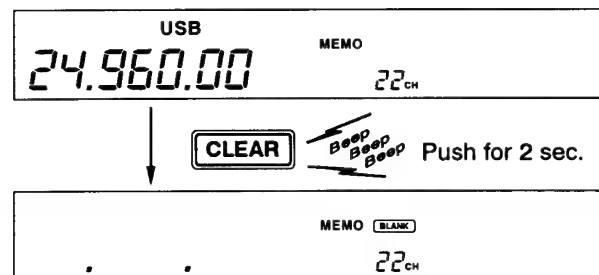 USB
MEMO
24.960.00
22CH
CLEAR
Beep
Beep
Beep
Push for 2 sec.
MEMO BLANK
. .
22CH